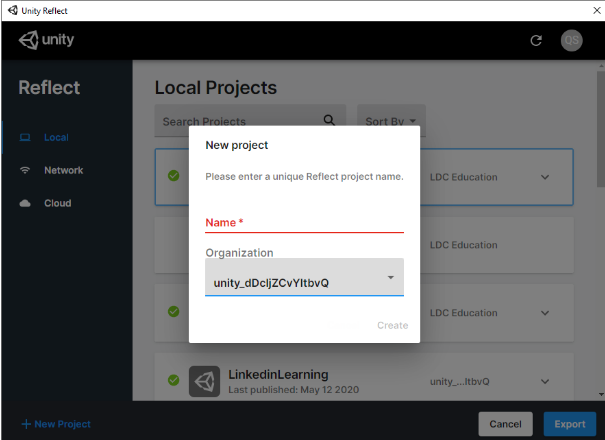 Unity Reflect
unity
QS
Reflect
Local
Network
Cloud
Local Projects
Search Projects
Sort By
New project
Please enter a unique Reflect project name.
Name *
Organization
unity_dDcljZCvYItbvQ
Create
LDC Education
LDC Education
LDC Education
LinkedinLearning
Last published: May 12 2020
unity_...ltbvQ
+ New Project
Cancel
Export